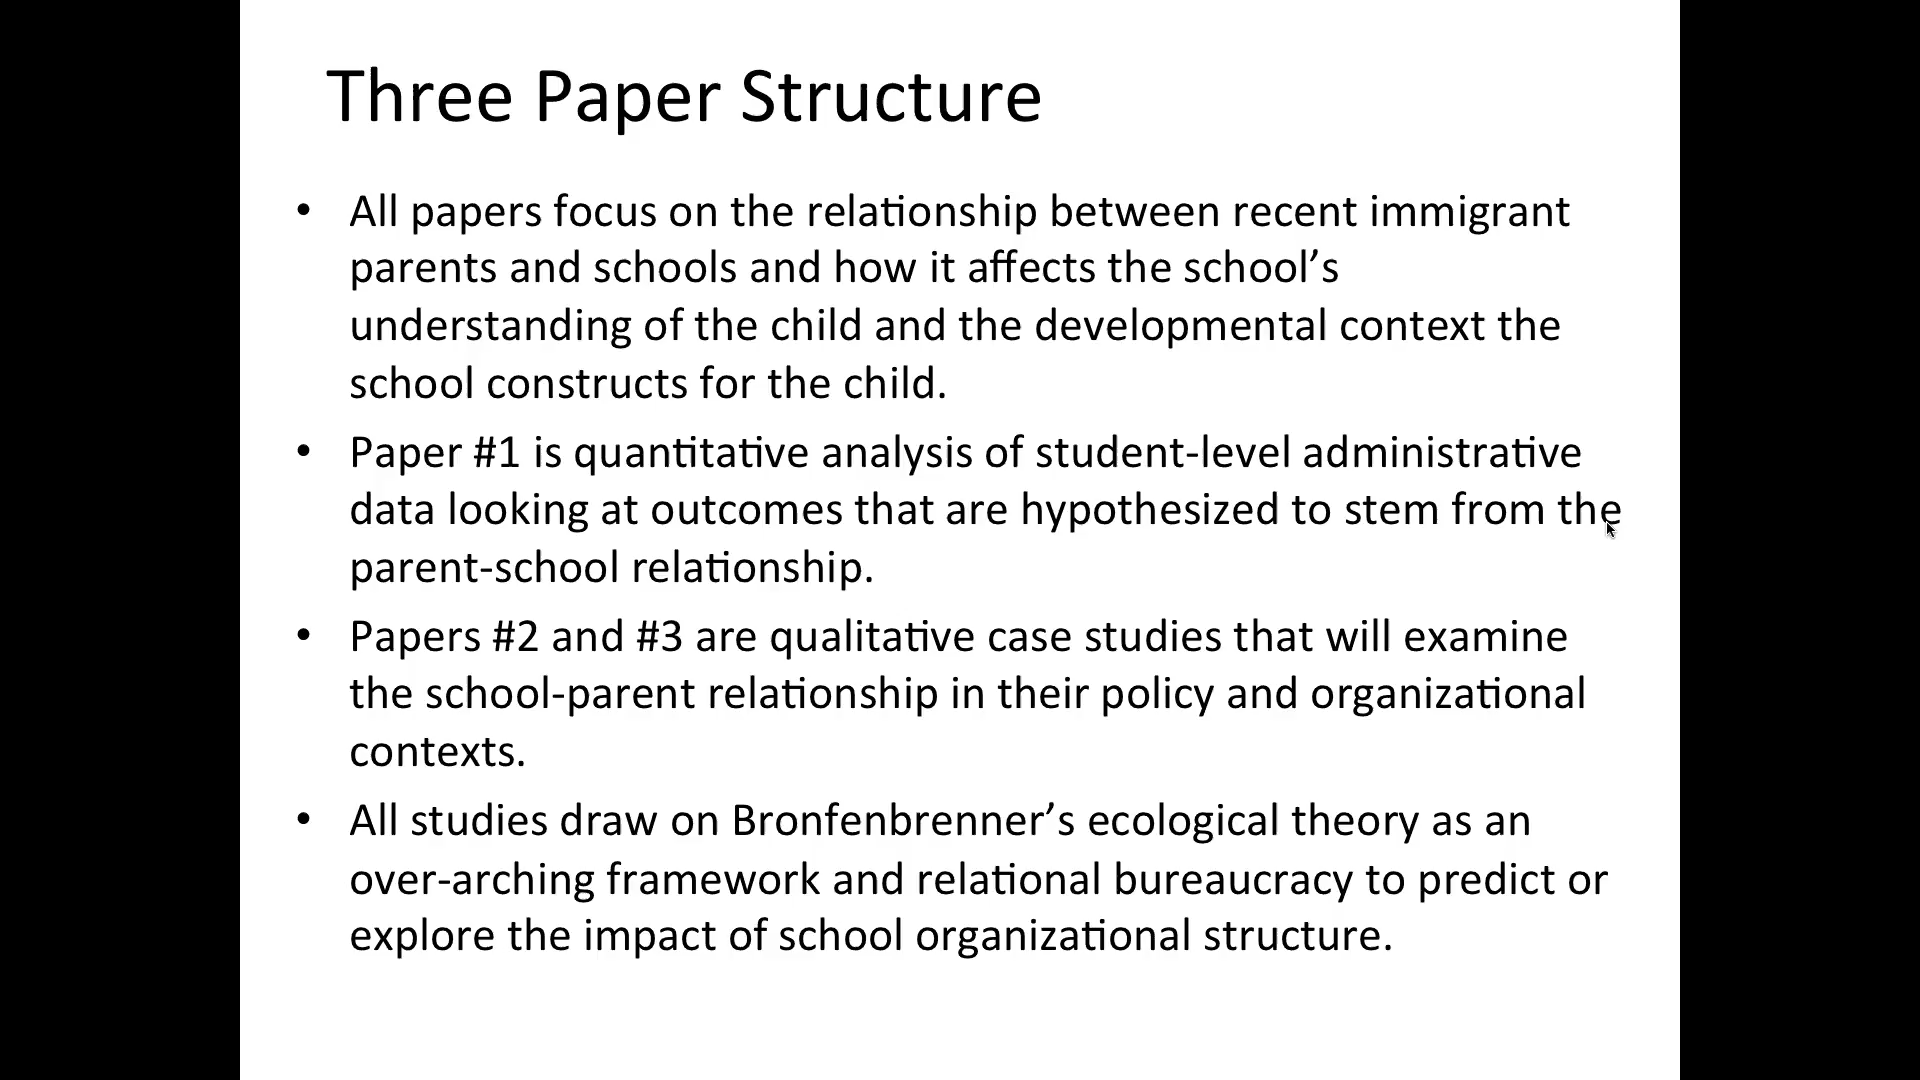 Three Paper Structure
• All papers focus on the relationship between recent immigrant
parents and schools and how it affects the school’s
understanding of the child and the developmental context the
school constructs for the child.
• Paper #1 is quantitative analysis of student-level administrative
data looking at outcomes that are hypothesized to stem from the
parent-school relationship.
• Papers #2 and #3 are qualitative case studies that will examine
the school-parent relationship in their policy and organizational
contexts.
• All studies draw on Bronfenbrenner’s ecological theory as an
over-arching framework and relational bureaucracy to predict or
explore the impact of school organizational structure.